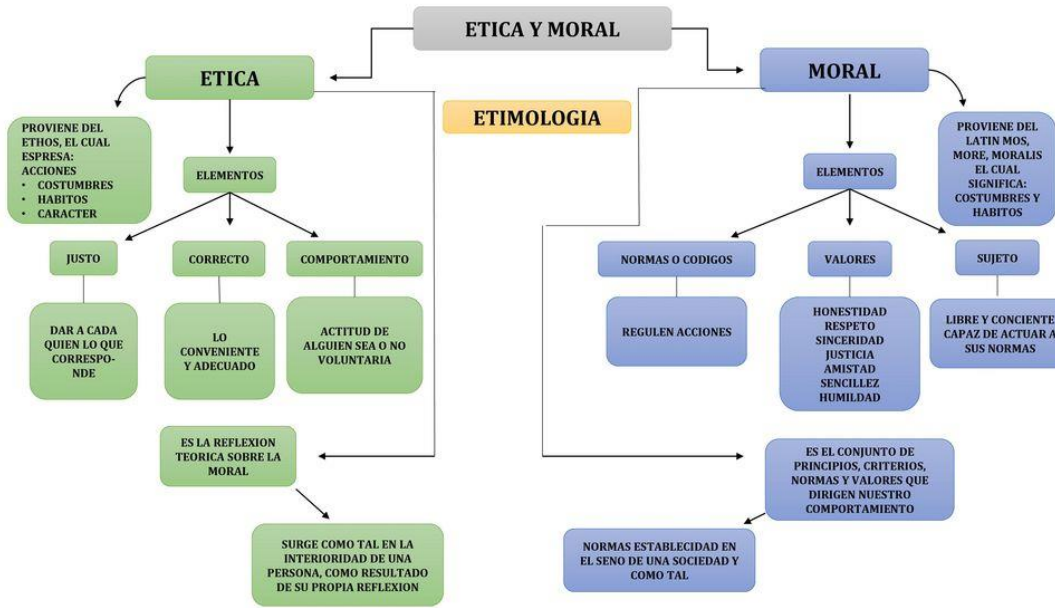 ETICA Y MORAL
ETICA
MORAL
ETIMOLOGIA
PROVIENE DEL
ETHOS, EL CUAL
ESPRESA:
ACCIONES
• COSTUMBRES
• HABITOS
• CARACTER
ELEMENTOS
ELEMENTOS
PROVIENE DEL
LATIN MOS,
MORE, MORALIS
EL CUAL
SIGNIFICA:
COSTUMBRES Y
HABITOS
JUSTO
CORRECTO
COMPORTAMIENTO
NORMAS O CODIGOS
VALORES
SUJETO
DAR A CADA
QUIEN LO QUE
CORRESPO-
NDE
LO
CONVENIENTE
Y ADECUADO
ACTITUD DE
ALGUIEN SEA O NO
VOLUNTARIA
REGULEN ACCIONES
HONESTIDAD
RESPETO
SINCERIDAD
JUSTICIA
AMISTAD
SENCILLEZ
HUMILDAD
LIBRE Y CONCIENTE
CAPAZ DE ACTUAR A
SUS NORMAS
ES LA REFLEXION
TEORICA SOBRE LA
MORAL
ES EL CONJUNTO DE
PRINCIPIOS, CRITERIOS,
NORMAS Y VALORES QUE
DIRIGEN NUESTRO
COMPORTAMIENTO
SURGE COMO TAL EN LA
INTERIORIDAD DE UNA
PERSONA, COMO RESULTADO
DE SU PROPIA REFLEXION
NORMAS ESTABLECIDAD EN
EL SENO DE UNA SOCIEDAD Y
COMO TAL